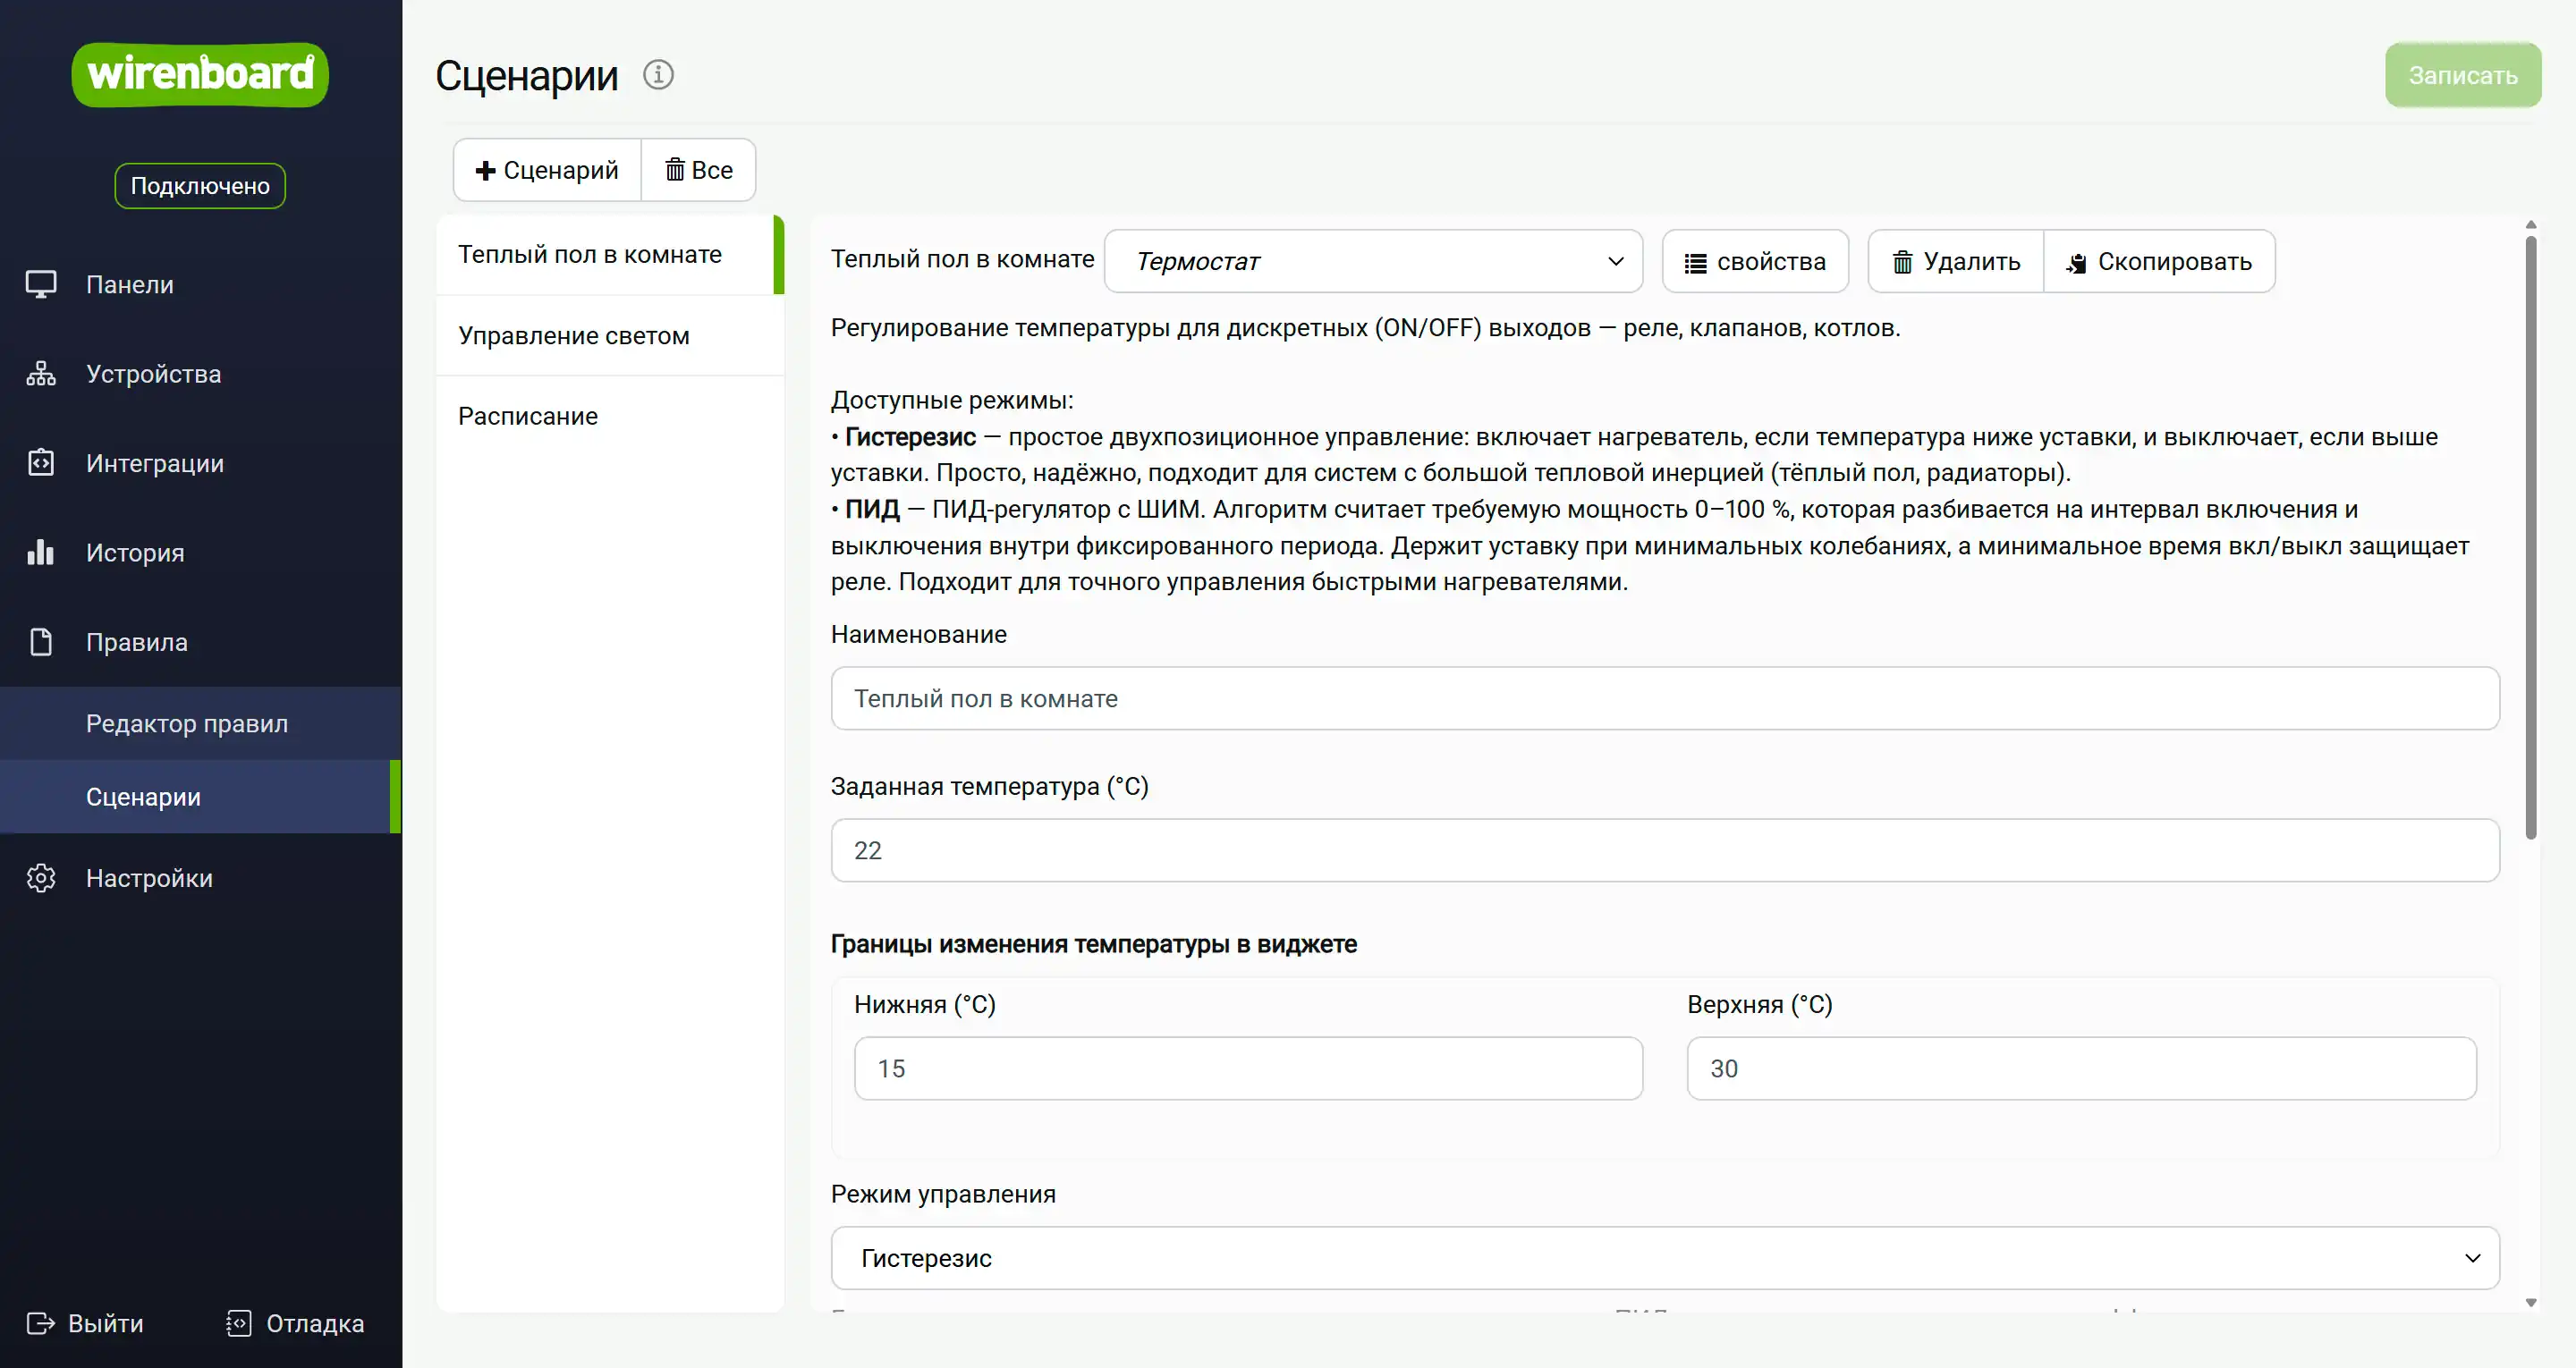 wirenboard
Подключено
Панели
Устройства
Интеграции
История
Правила
Редактор правил
Сценарии
Настройки
Выйти
Отладка
Сценарии
Записать
Сценарий
Все
Теплый пол в комнате
Управление светом
Расписание
Теплый пол в комнате
Термостат
свойства
Удалить
Скопировать
Регулирование температуры для дискретных (ON/OFF) выходов — реле, клапанов, котлов.
Доступные режимы:
• Гистерезис — простое двухпозиционное управление: включает нагреватель, если температура ниже уставки, и выключает, если выше
уставки. Просто, надёжно, подходит для систем с большой тепловой инерцией (тёплый пол, радиаторы).
• ПИД — ПИД-регулятор с ШИМ. Алгоритм считает требуемую мощность 0–100 %, которая разбивается на интервал включения и
выключения внутри фиксированного периода. Держит уставку при минимальных колебаниях, а минимальное время вкл/выкл защищает
реле. Подходит для точного управления быстрыми нагревателями.
Наименование
Теплый пол в комнате
Заданная температура (°C)
22
Границы изменения температуры в виджете
Нижняя (°C)
Верхняя (°C)
15
30
Режим управления
Гистерезис